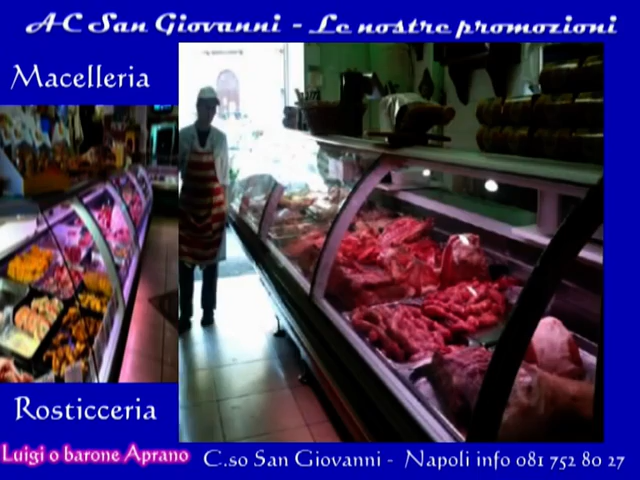 AC San Giovanni - Le nostre promozioni
Macelleria
Rosticceria
Luigi o barone Aprano
C.so San Giovanni - Napoli info 081 752 80 27